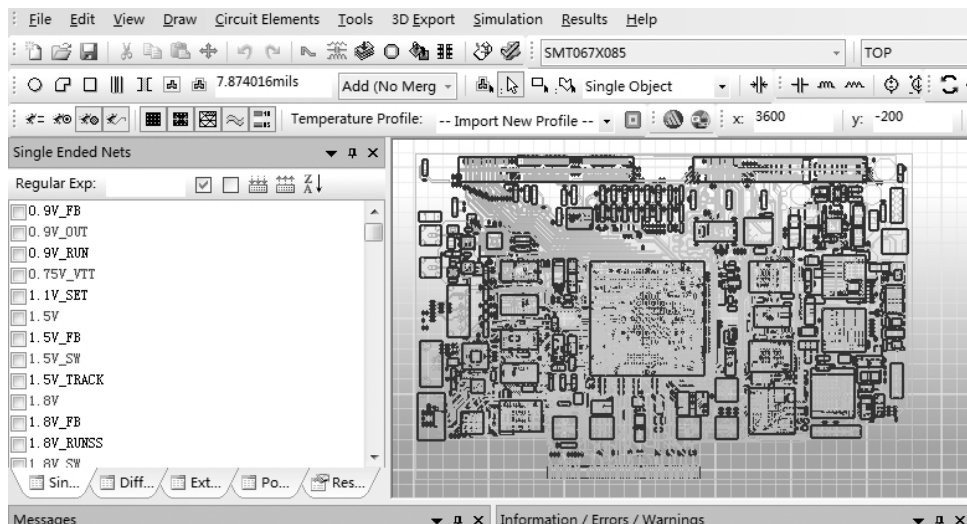 File Edit View Draw Circuit Elements Tools 3D Export Simulation Results Help
SMT067X085 TOP
7.874016mils Add (No Merg Single Object
Temperature Profile: -- Import New Profile -- x: 3600 y: -200
Single Ended Nets
Regular Exp:
0.9V_FB
0.9V_OUT
0.9V_RUN
0.75V_VTT
1.1V_SET
1.5V
1.5V_FB
1.5V_SW
1.5V_TRACK
1.8V
1.8V_FB
1.8V_RUNSS
1.8V_SW
Sin... Diff... Ext... Po... Res...
Messages Information / Errors / Warnings